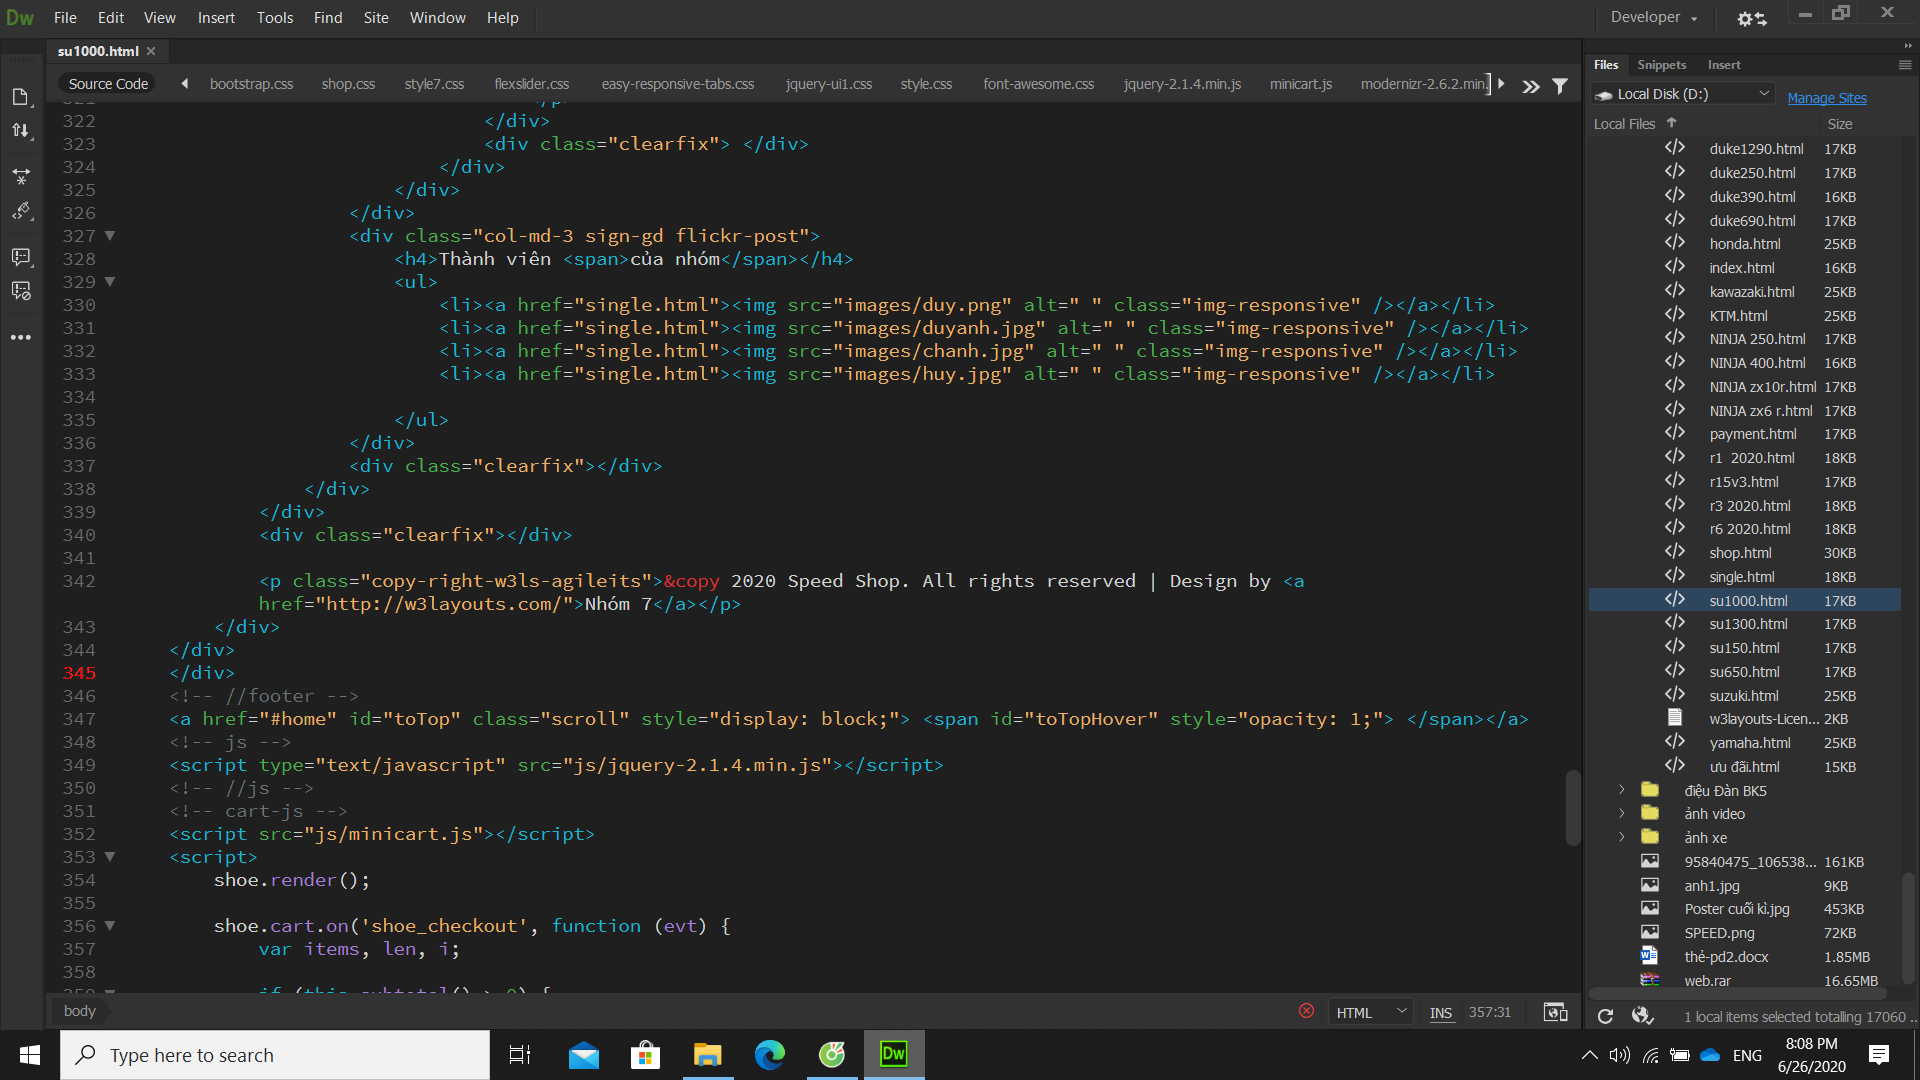 Dw File Edit View Insert Tools Find Site Window Help Developer
su1000.html
Source Code bootstrap.css shop.css style7.css flexslider.css easy-responsive-tabs.css jquery-ui1.css style.css font-awesome.css jquery-2.1.4.min.js minicart.js modernizr-2.6.2.min.
322 </div>
323 <div class="clearfix"> </div>
324 </div>
325 </div>
326 </div>
327 <div class="col-md-3 sign-gd flickr-post">
328 <h4>Thành viên <span>của nhóm</span></h4>
329 <ul>
330 <li><a href="single.html"><img src="images/duy.png" alt=" " class="img-responsive" /></a></li>
331 <li><a href="single.html"><img src="images/duyanh.jpg" alt=" " class="img-responsive" /></a></li>
332 <li><a href="single.html"><img src="images/chanh.jpg" alt=" " class="img-responsive" /></a></li>
333 <li><a href="single.html"><img src="images/huy.jpg" alt=" " class="img-responsive" /></a></li>
334
335 </ul>
336 </div>
337 <div class="clearfix"></div>
338 </div>
339 </div>
340 <div class="clearfix"></div>
341
342 <p class="copy-right-w3ls-agileits">&copy 2020 Speed Shop. All rights reserved | Design by <a
href="http://w3layouts.com/">Nhóm 7</a></p>
343 </div>
344 </div>
345 </div>
346 <!-- //footer -->
347 <a href="#home" id="toTop" class="scroll" style="display: block;"> <span id="toTopHover" style="opacity: 1;"> </span></a>
348 <!-- js -->
349 <script type="text/javascript" src="js/jquery-2.1.4.min.js"></script>
350 <!-- //js -->
351 <!-- cart-js -->
352 <script src="js/minicart.js"></script>
353 <script>
354 shoe.render();
355
356 shoe.cart.on('shoe_checkout', function (evt) {
357 var items, len, i;
358
359 if (this.subtotal() > 0) {
body HTML INS 357:31
Files Snippets Insert
Local Disk (D:) Manage Sites
Local Files Size
duke1290.html 17KB
duke250.html 17KB
duke390.html 16KB
duke690.html 17KB
honda.html 25KB
index.html 16KB
kawazaki.html 25KB
KTM.html 25KB
NINJA 250.html 17KB
NINJA 400.html 16KB
NINJA zx10r.html 17KB
NINJA zx6 r.html 17KB
payment.html 17KB
r1 2020.html 18KB
r15v3.html 17KB
r3 2020.html 18KB
r6 2020.html 18KB
shop.html 30KB
single.html 18KB
su1000.html 17KB
su1300.html 17KB
su150.html 17KB
su650.html 17KB
suzuki.html 25KB
w3layouts-Licen... 2KB
yamaha.html 25KB
ưu đãi.html 15KB
điệu Đàn BK5
ảnh video
ảnh xe
95840475_106538... 161KB
anh1.jpg 9KB
Poster cuối kì.jpg 453KB
SPEED.png 72KB
thẻ-pd2.docx 1.85MB
web.rar 16.65MB
1 local items selected totalling 17060 ..
Type here to search Dw ENG 8:08 PM
6/26/2020